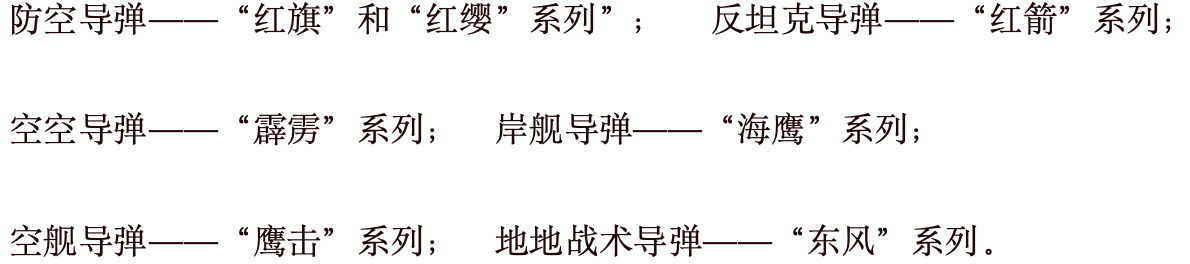 防空导弹——“红旗”和“红缨”系列”； 反坦克导弹——“红箭”系列；
空空导弹——“霹雳”系列； 岸舰导弹——“海鹰”系列；
空舰导弹——“鹰击”系列； 地地战术导弹——“东风”系列。